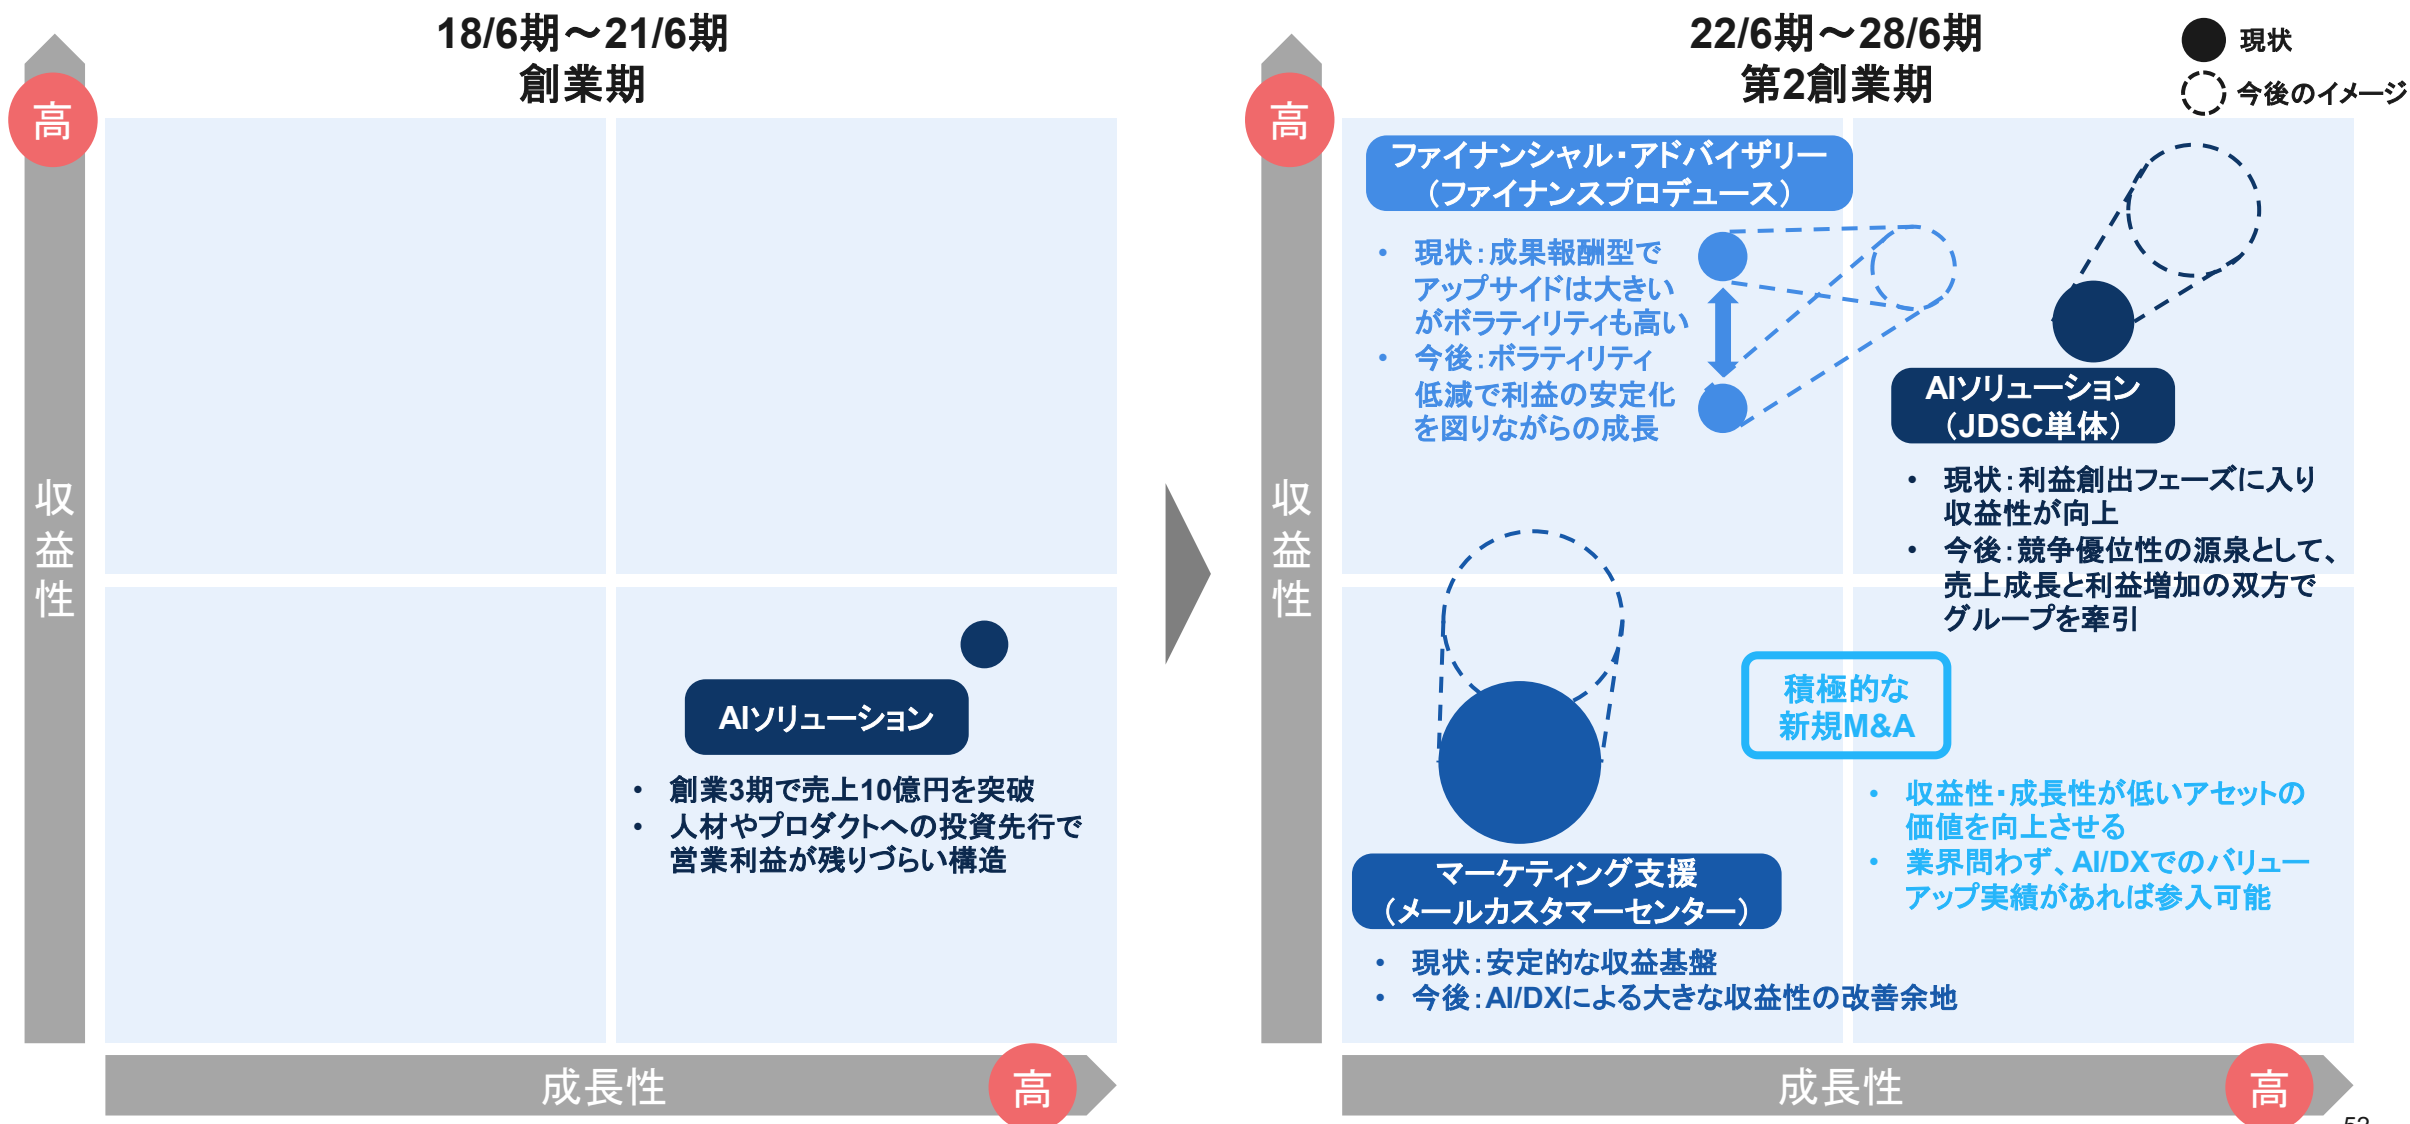 18/6期～21/6期
創業期
高
収益性
AIソリューション
• 創業3期で売上10億円を突破
• 人材やプロダクトへの投資先行で
営業利益が残りづらい構造
成長性
高
22/6期～28/6期
第2創業期
現状
今後のイメージ
高
収益性
ファイナンシャル・アドバイザリー
（ファイナンスプロデュース）
• 現状：成果報酬型で
アップサイドは大きい
がボラティリティも高い
• 今後：ボラティリティ
低減で利益の安定化
を図りながらの成長
AIソリューション
（JDSC単体）
• 現状：利益創出フェーズに入り
収益性が向上
• 今後：競争優位性の源泉として、
売上成長と利益増加の双方で
グループを牽引
積極的な
新規M&A
• 収益性・成長性が低いアセットの
価値を向上させる
• 業界問わず、AI/DXでのバリュー
アップ実績があれば参入可能
マーケティング支援
（メールカスタマーセンター）
• 現状：安定的な収益基盤
• 今後：AI/DXによる大きな収益性の改善余地
成長性
高